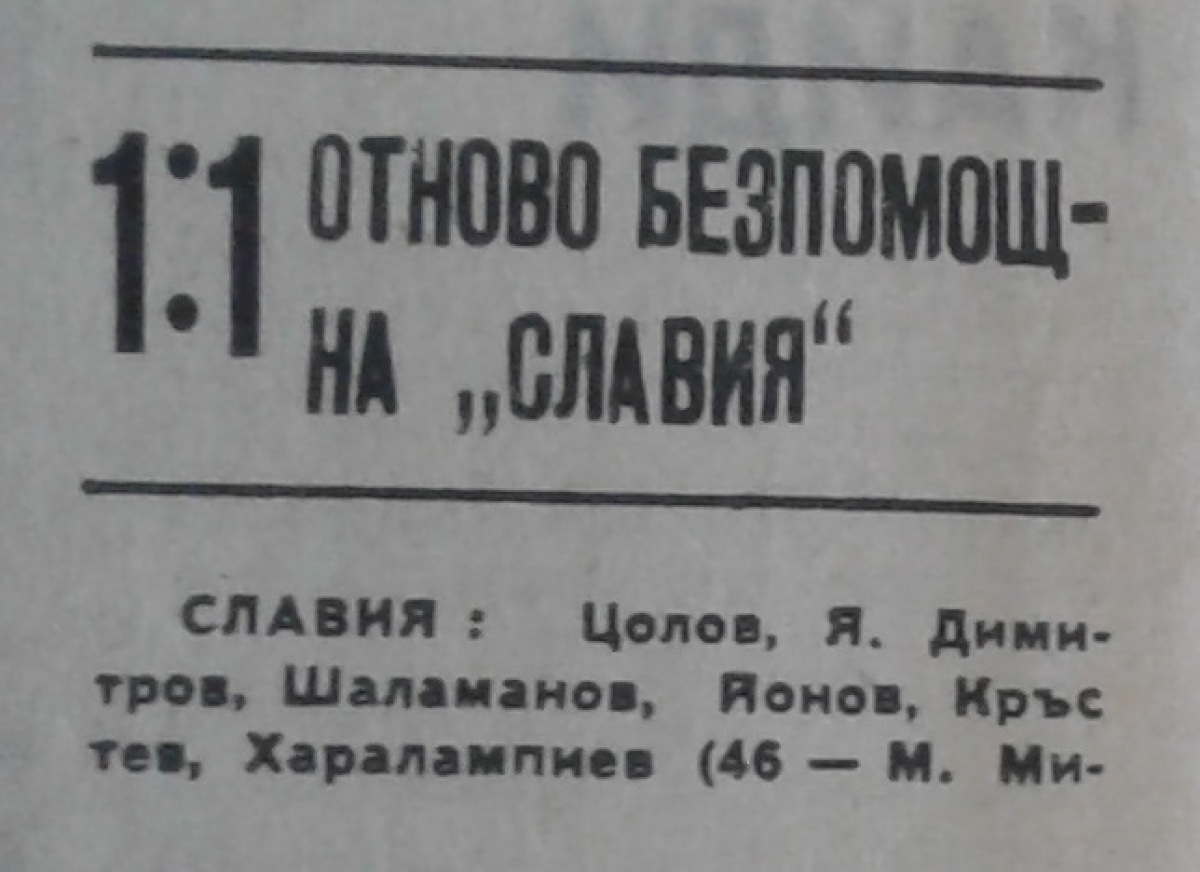 1:1 ОТНОВО БЕЗПОМОЩ-
НА „СЛАВИЯ“
СЛАВИЯ : Цолов, Я. Дими-
тров, Шаламанов, Йонов, Кръс
тев, Харалампиев (46 — М. Ми-